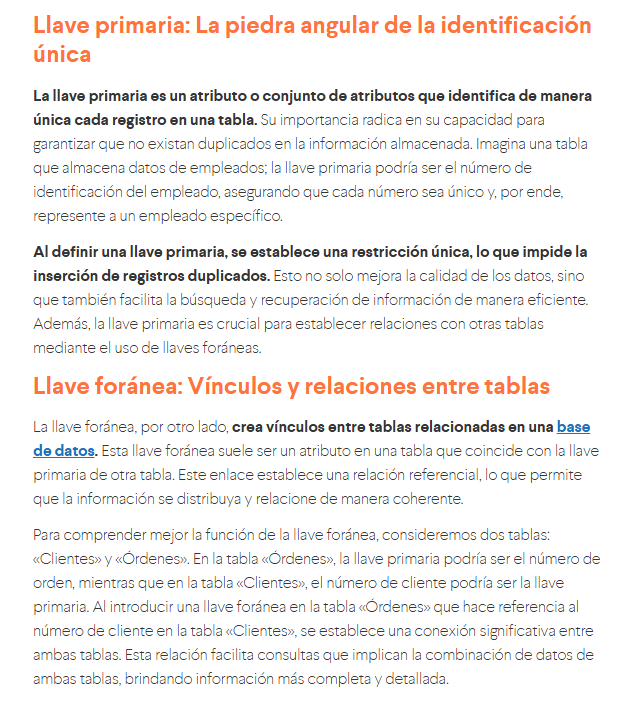 Llave primaria: La piedra angular de la identificación
única
La llave primaria es un atributo o conjunto de atributos que identifica de manera
única cada registro en una tabla. Su importancia radica en su capacidad para
garantizar que no existan duplicados en la información almacenada. Imagina una tabla
que almacena datos de empleados; la llave primaria podría ser el número de
identificación del empleado, asegurando que cada número sea único y, por ende,
represente a un empleado específico.
Al definir una llave primaria, se establece una restricción única, lo que impide la
inserción de registros duplicados. Esto no solo mejora la calidad de los datos, sino
que también facilita la búsqueda y recuperación de información de manera eficiente.
Además, la llave primaria es crucial para establecer relaciones con otras tablas
mediante el uso de llaves foráneas.
Llave foránea: Vínculos y relaciones entre tablas
La llave foránea, por otro lado, crea vínculos entre tablas relacionadas en una base
de datos. Esta llave foránea suele ser un atributo en una tabla que coincide con la llave
primaria de otra tabla. Este enlace establece una relación referencial, lo que permite
que la información se distribuya y relacione de manera coherente.
Para comprender mejor la función de la llave foránea, consideremos dos tablas:
«Clientes» y «Órdenes». En la tabla «Órdenes», la llave primaria podría ser el número de
orden, mientras que en la tabla «Clientes», el número de cliente podría ser la llave
primaria. Al introducir una llave foránea en la tabla «Órdenes» que hace referencia al
número de cliente en la tabla «Clientes», se establece una conexión significativa entre
ambas tablas. Esta relación facilita consultas que implican la combinación de datos de
ambas tablas, brindando información más completa y detallada.